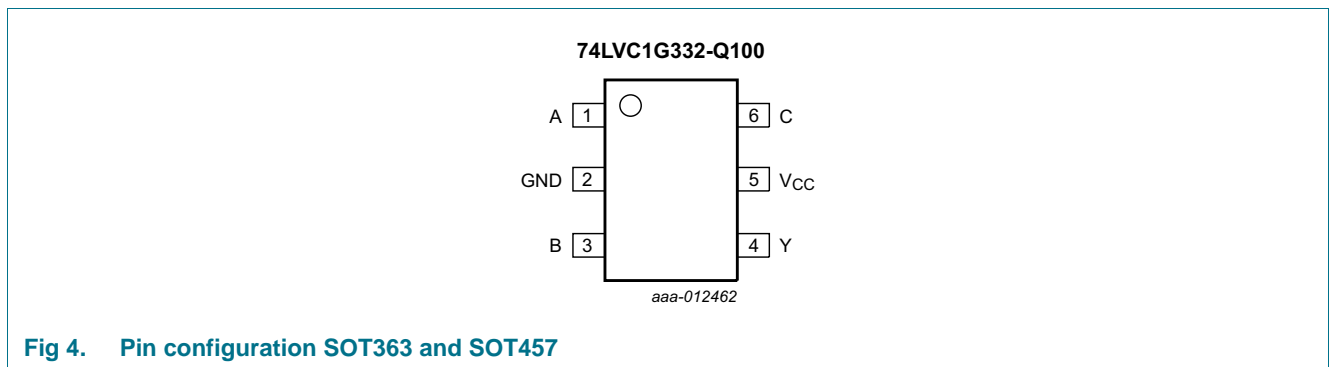 74LVC1G332-Q100
A 1 6 C
GND 2 5 VCC
B 3 4 Y
aaa-012462
Fig 4. Pin configuration SOT363 and SOT457